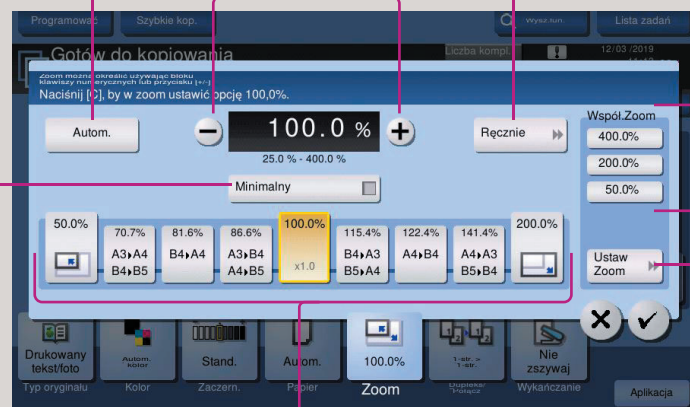 Programować
Szybkie kop.
Lista zadań
Gotów do kopiowania
Liczba kompl.
12/03 /2019
Zoom można określić używając bloku
klawiszy numerycznych lub przycisku [+/-]
Naciśnij [C], by w zoom ustawić opcję 100,0%.
Autom.
−
100.0 %
+
Ręcznie
25.0 % - 400.0 %
Minimalny
Współ.Zoom
400.0%
200.0%
50.0%
Ustaw
Zoom
50.0%
70.7%
A3▸A4
B4▸B5
81.6%
B4▸A4
86.6%
A3▸B4
A4▸B5
100.0%
x1.0
115.4%
B4▸A3
B5▸A4
122.4%
A4▸B4
141.4%
A4▸A3
B5▸B4
200.0%
Drukowany
tekst/foto
Typ oryginału
Autom.
kolor
Kolor
Stand.
Zaczern.
Autom.
Papier
100.0%
Zoom
1-str. >
1-str.
Dupleks/
Połącz
Nie
zszywaj
Wykańczanie
Aplikacja